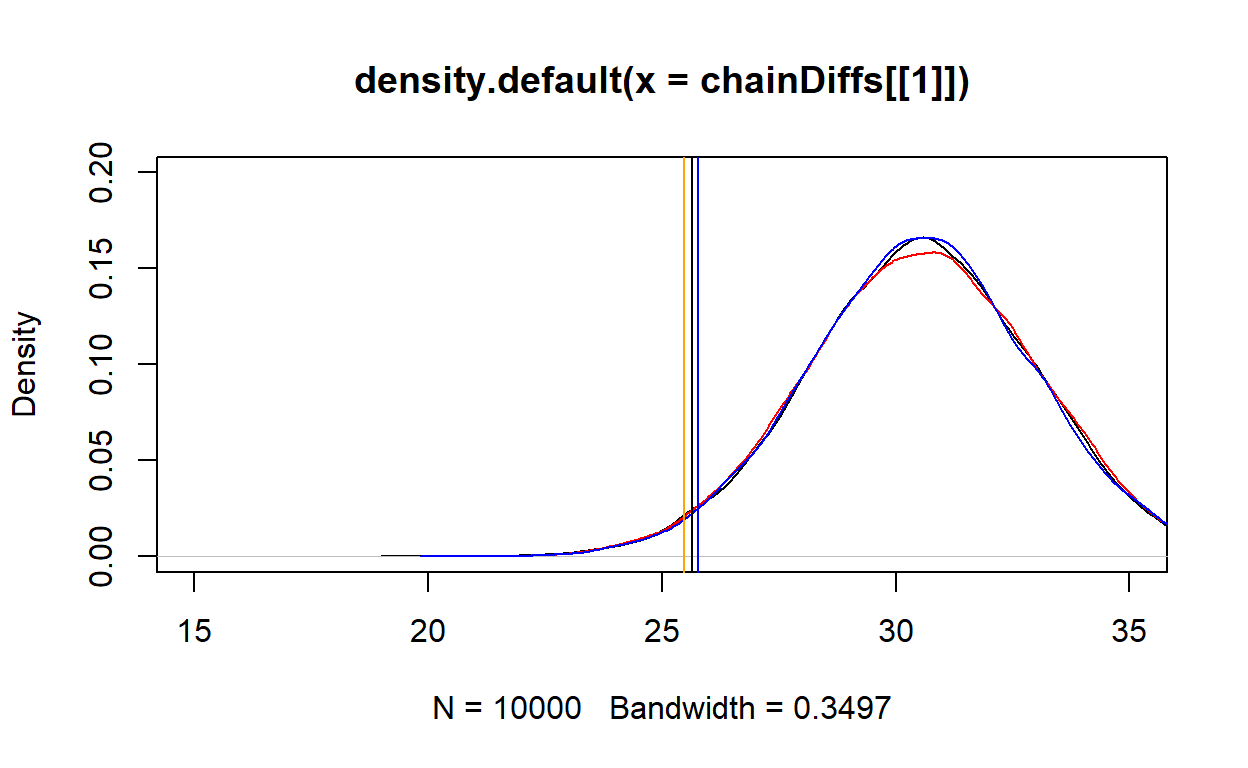 density.default(x = chainDiffs[[1]])
Density
0.20
0.15
0.10
0.05
0.00
15 20 25 30 35
N = 10000 Bandwidth = 0.3497